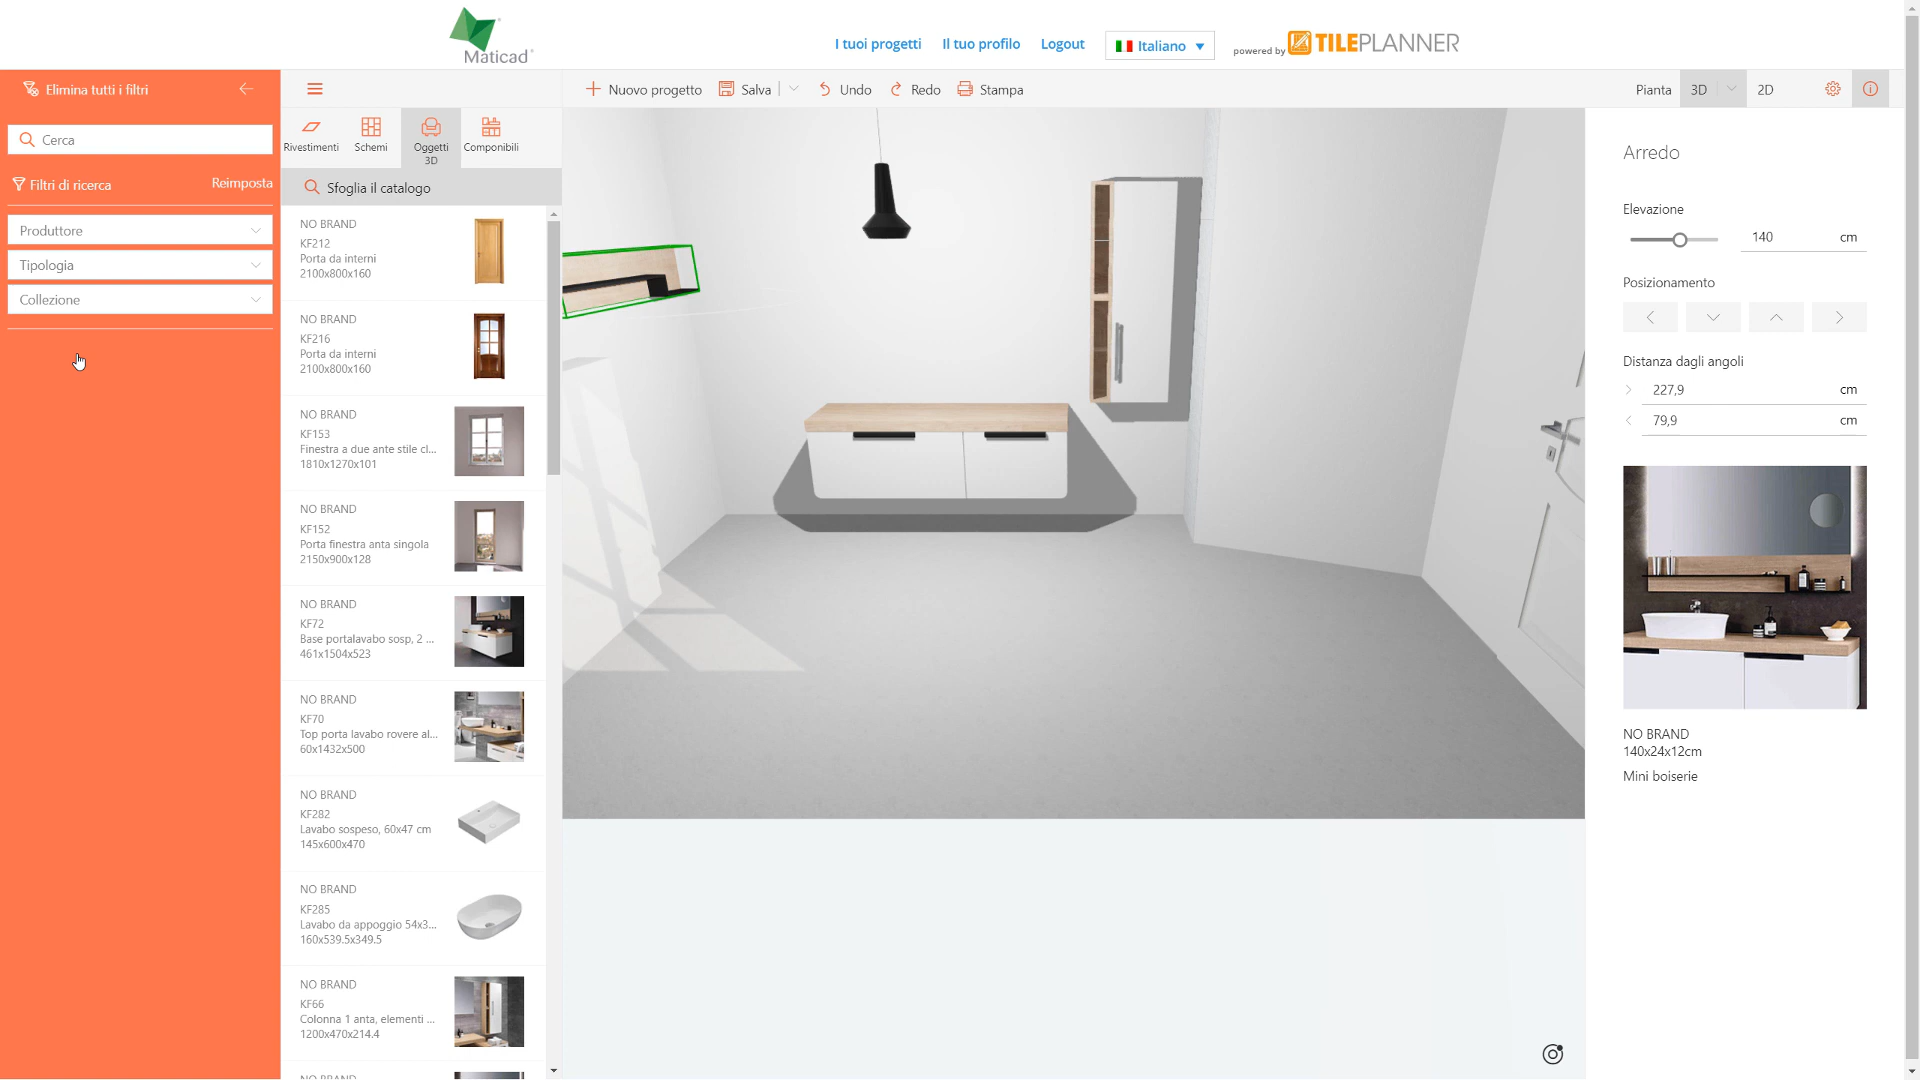 Maticad
I tuoi progetti
Il tuo profilo
Logout
Italiano
powered by TILEPLANNER
Elimina tutti i filtri
Nuovo progetto
Salva
Undo
Redo
Stampa
Pianta
3D
2D
Cerca
Filtri di ricerca
Reimposta
Produttore
Tipologia
Collezione
Rivestimenti
Schemi
Oggetti
3D
Componibili
Sfoglia il catalogo
NO BRAND
KF212
Porta da interni
2100x800x160
NO BRAND
KF216
Porta da interni
2100x800x160
NO BRAND
KF153
Finestra a due ante stile cl...
1810x1270x101
NO BRAND
KF152
Porta finestra anta singola
2150x900x128
NO BRAND
KF72
Base portalavabo sosp, 2 ...
461x1504x523
NO BRAND
KF70
Top porta lavabo rovere al...
60x1432x500
NO BRAND
KF282
Lavabo sospeso, 60x47 cm
145x600x470
NO BRAND
KF285
Lavabo da appoggio 54x3...
160x539.5x349.5
NO BRAND
KF66
Colonna 1 anta, elementi ...
1200x470x214.4
NO BRAND
Arredo
Elevazione
140 cm
Posizionamento
Distanza dagli angoli
227,9 cm
79,9 cm
NO BRAND
140x24x12cm
Mini boiserie